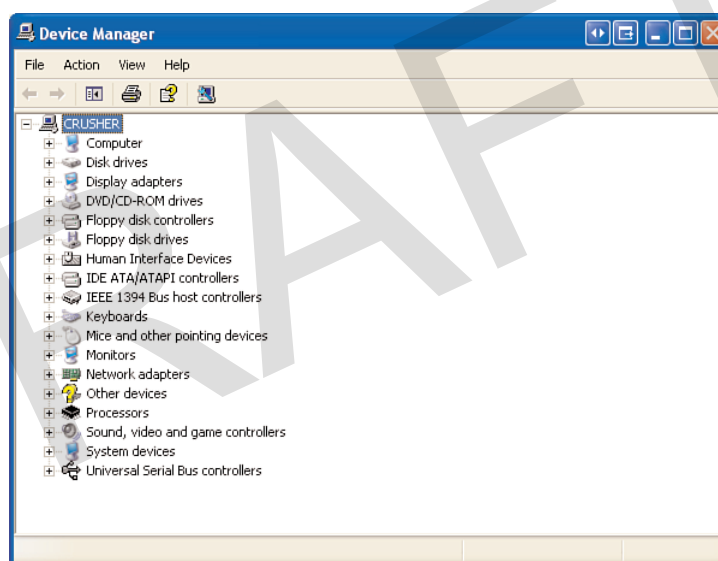 Device Manager
File Action View Help
CRUSHER
Computer
Disk drives
Display adapters
DVD/CD-ROM drives
Floppy disk controllers
Floppy disk drives
Human Interface Devices
IDE ATA/ATAPI controllers
IEEE 1394 Bus host controllers
Keyboards
Mice and other pointing devices
Monitors
Network adapters
Other devices
Processors
Sound, video and game controllers
System devices
Universal Serial Bus controllers
RAF